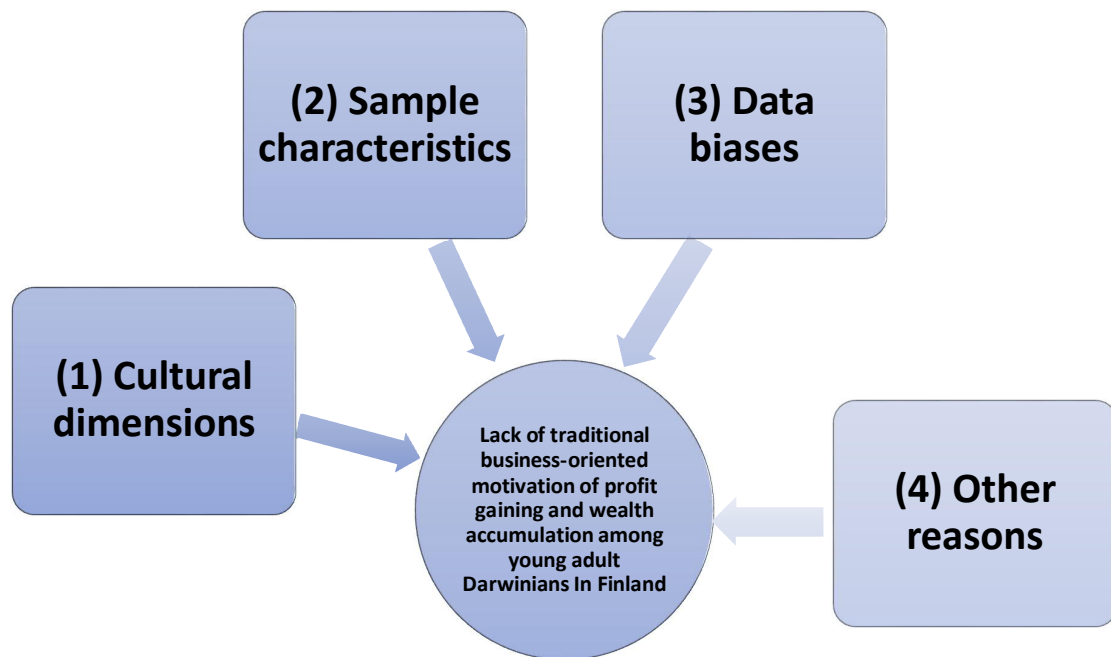 (1) Cultural
dimensions
(2) Sample
characteristics
(3) Data
biases
(4) Other
reasons
Lack of traditional
business-oriented
motivation of profit
gaining and wealth
accumulation among
young adult
Darwinians In Finland